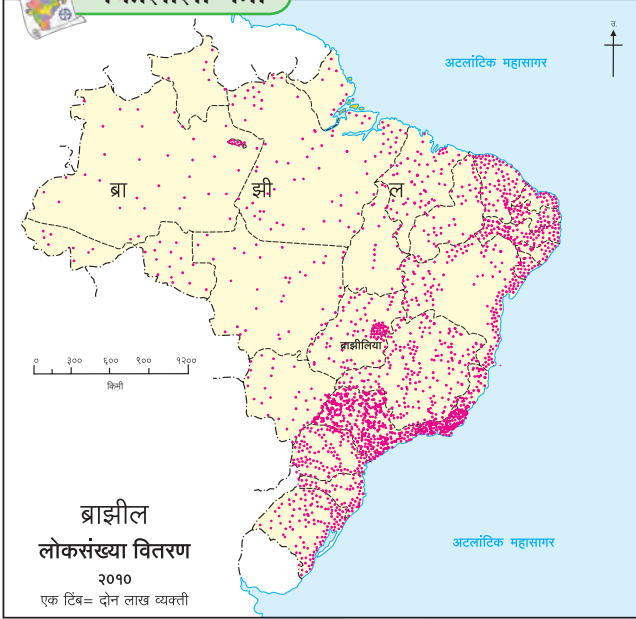 उ.
अटलांटिक महासागर
ब्रा झी ल
ब्राझीलिया
० ३०० ६०० ९०० १२००
किमी
ब्राझील
लोकसंख्या वितरण
२०१०
एक टिंब= दोन लाख व्यक्ती
अटलांटिक महासागर